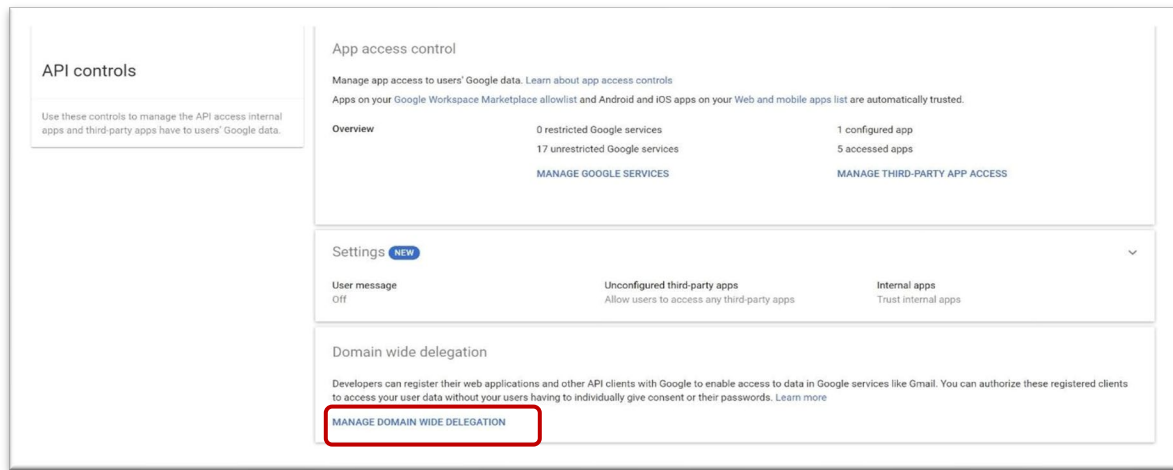 API controls
Use these controls to manage the API access internal
apps and third-party apps have to users' Google data.
App access control
Manage app access to users' Google data. Learn about app access controls
Apps on your Google Workspace Marketplace allowlist and Android and iOS apps on your Web and mobile apps list are automatically trusted.
Overview
0 restricted Google services
1 configured app
17 unrestricted Google services
5 accessed apps
MANAGE GOOGLE SERVICES
MANAGE THIRD-PARTY APP ACCESS
Settings NEW
User message
Off
Unconfigured third-party apps
Allow users to access any third-party apps
Internal apps
Trust internal apps
Domain wide delegation
Developers can register their web applications and other API clients with Google to enable access to data in Google services like Gmail. You can authorize these registered clients
to access your user data without your users having to individually give consent or their passwords. Learn more
MANAGE DOMAIN WIDE DELEGATION